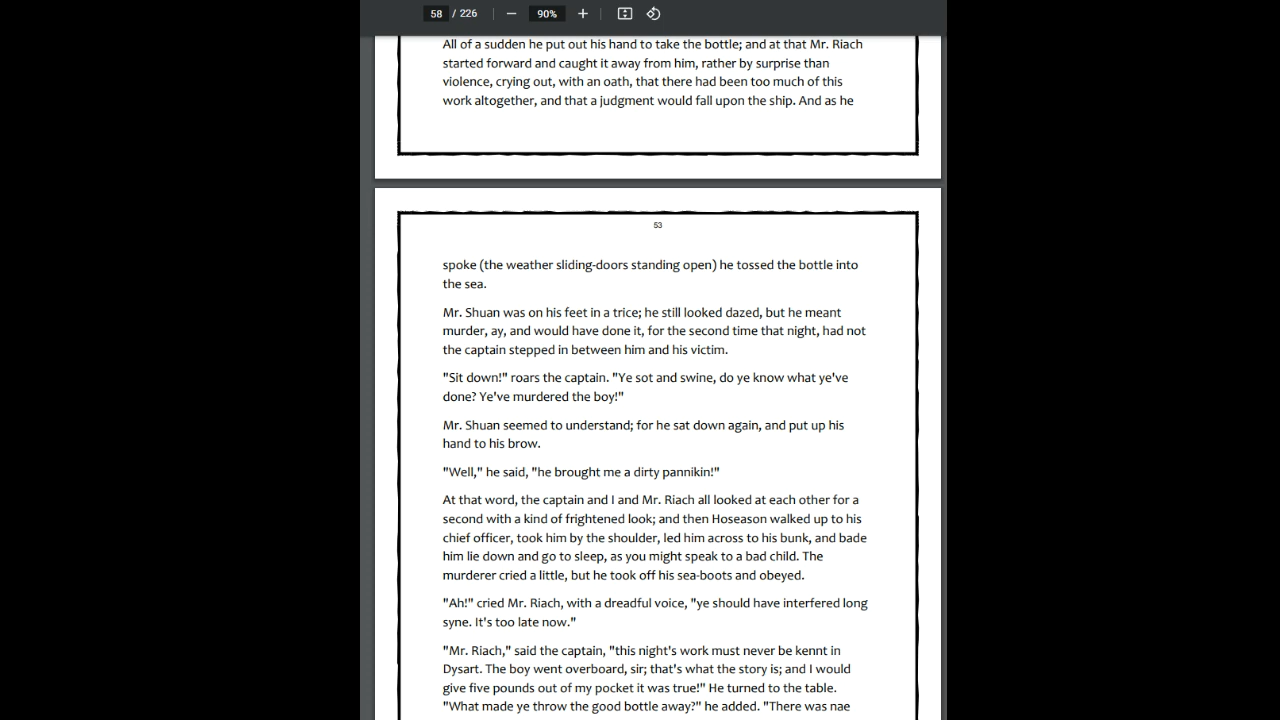 58 / 226
90%
All of a sudden he put out his hand to take the bottle; and at that Mr. Riach
started forward and caught it away from him, rather by surprise than
violence, crying out, with an oath, that there had been too much of this
work altogether, and that a judgment would fall upon the ship. And as he
53
spoke (the weather sliding-doors standing open) he tossed the bottle into
the sea.
Mr. Shuan was on his feet in a trice; he still looked dazed, but he meant
murder, ay, and would have done it, for the second time that night, had not
the captain stepped in between him and his victim.
"Sit down!" roars the captain. "Ye sot and swine, do ye know what ye've
done? Ye've murdered the boy!"
Mr. Shuan seemed to understand; for he sat down again, and put up his
hand to his brow.
"Well," he said, "he brought me a dirty pannikin!"
At that word, the captain and I and Mr. Riach all looked at each other for a
second with a kind of frightened look; and then Hoseason walked up to his
chief officer, took him by the shoulder, led him across to his bunk, and bade
him lie down and go to sleep, as you might speak to a bad child. The
murderer cried a little, but he took off his sea-boots and obeyed.
"Ah!" cried Mr. Riach, with a dreadful voice, "ye should have interfered long
syne. It's too late now."
"Mr. Riach," said the captain, "this night's work must never be kennt in
Dysart. The boy went overboard, sir; that's what the story is; and I would
give five pounds out of my pocket it was true!" He turned to the table.
"What made ye throw the good bottle away?" he added. "There was nae